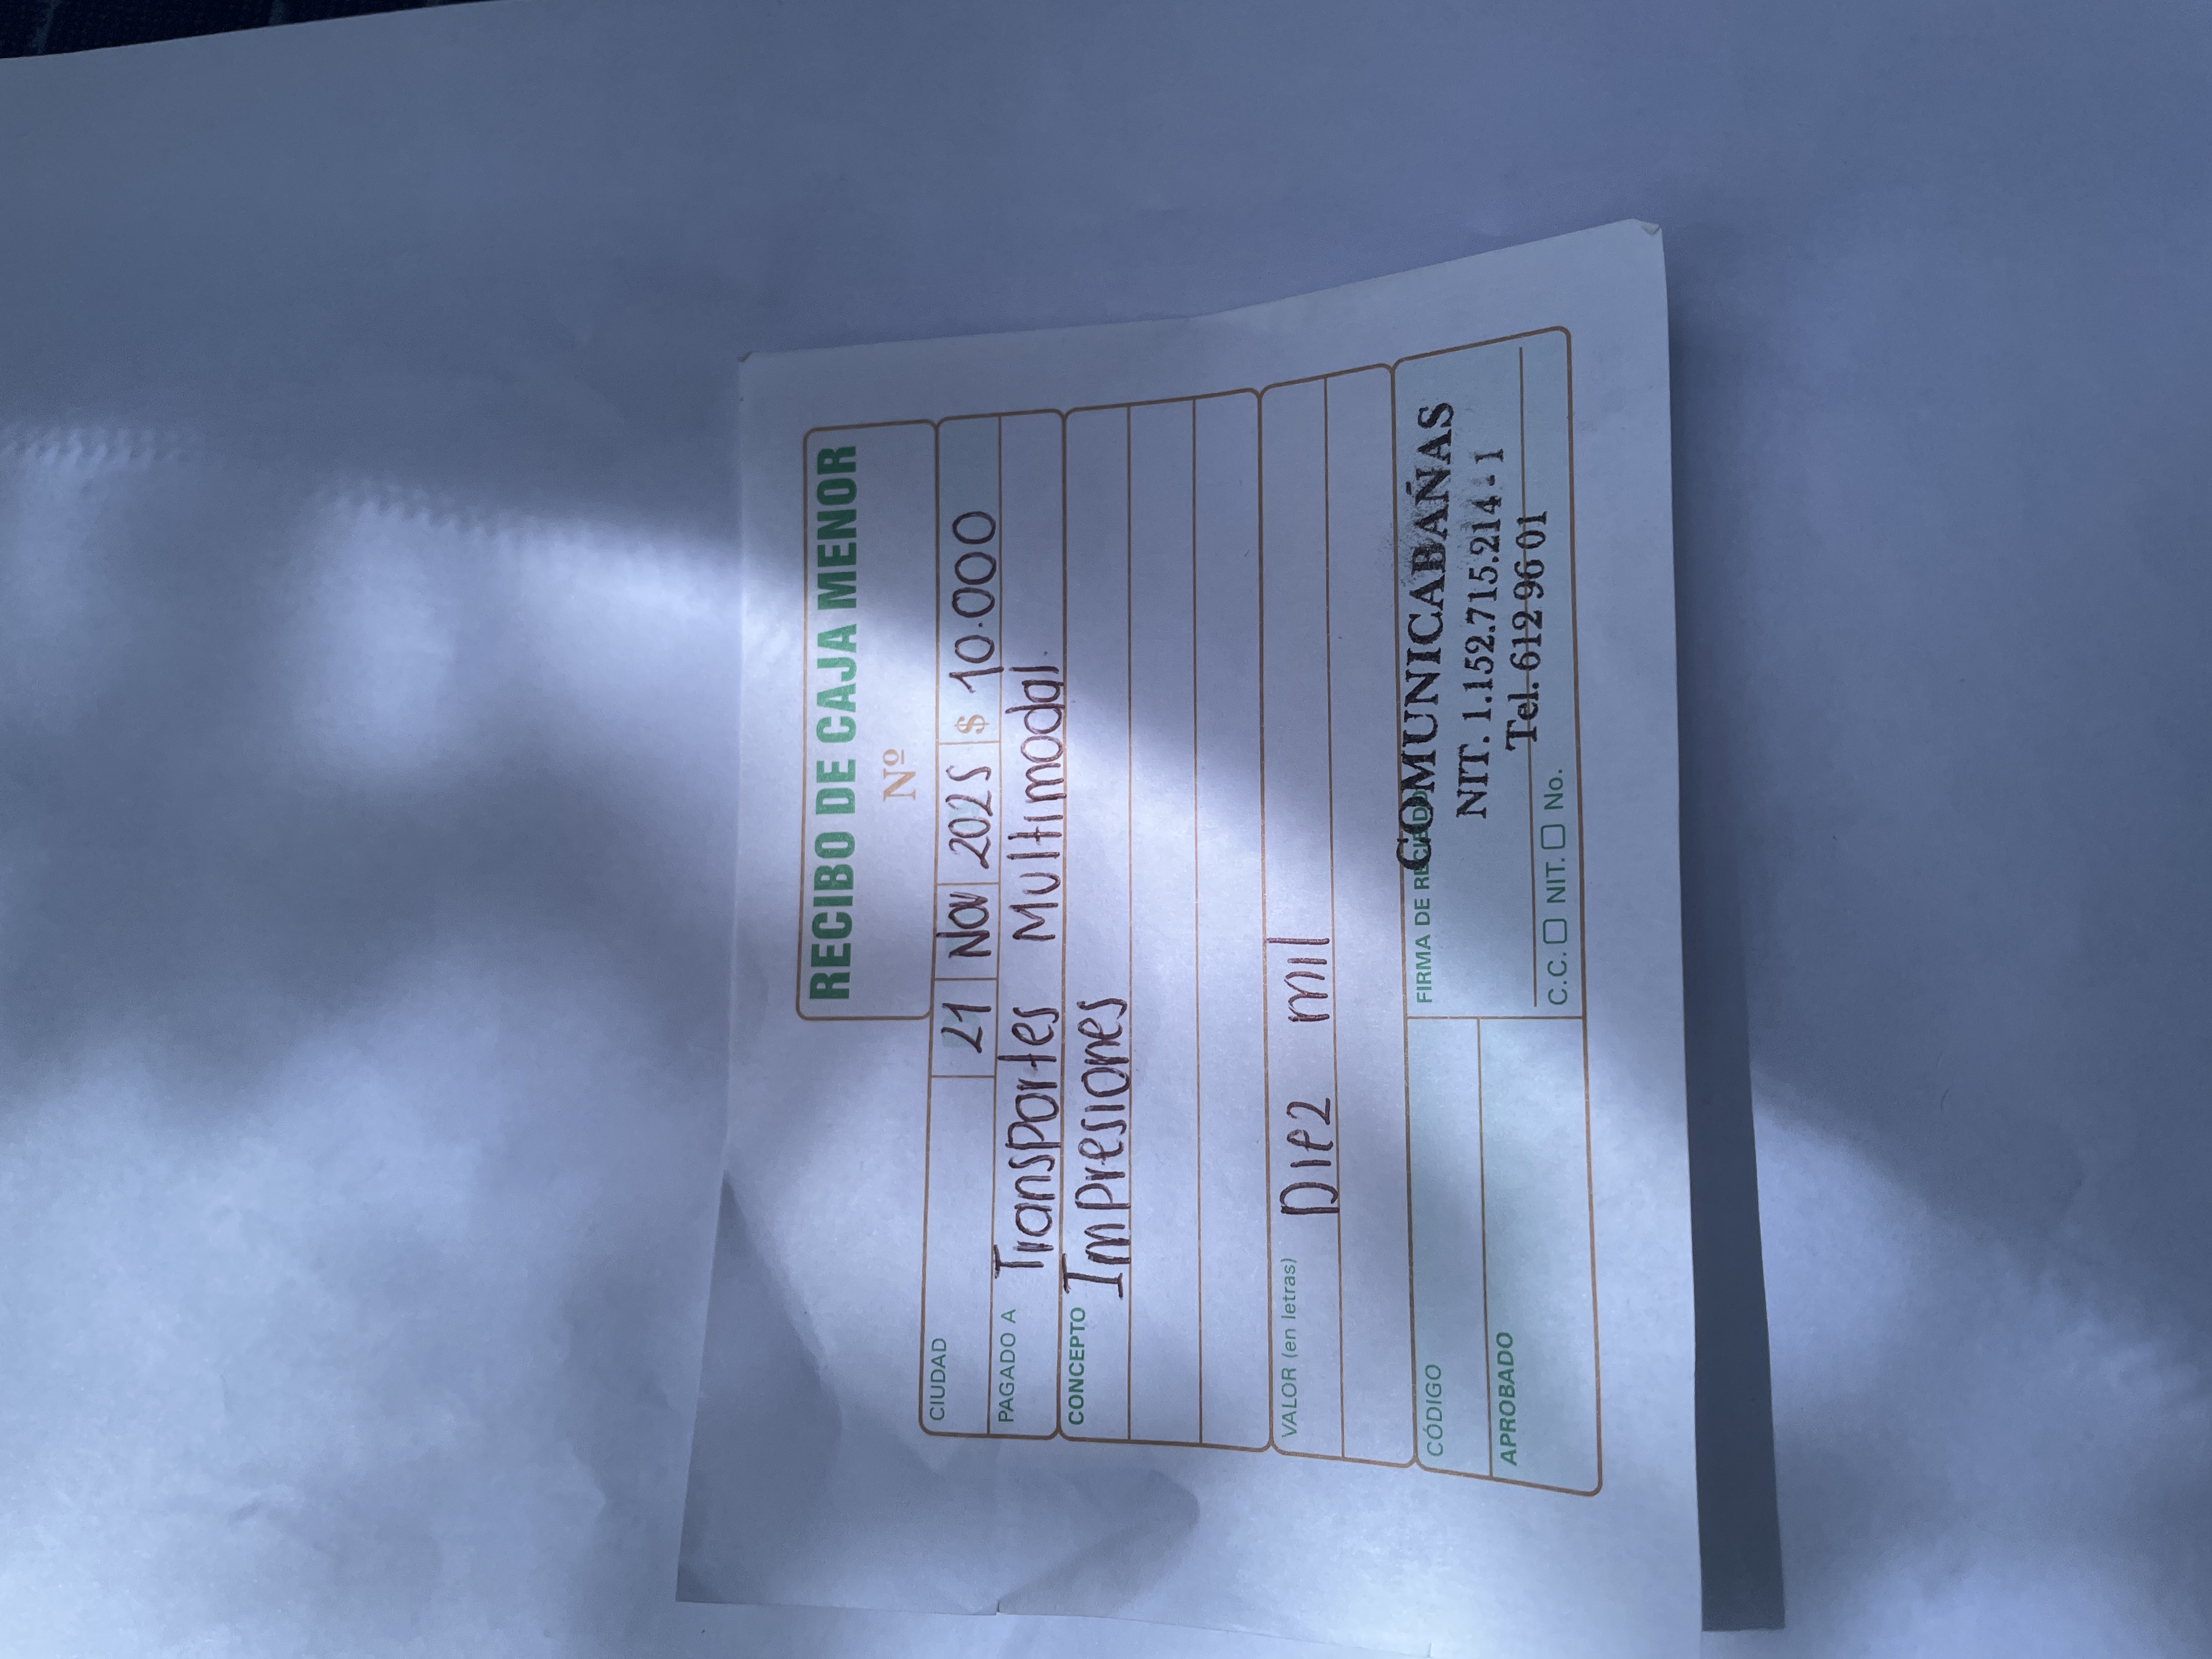 RECIBO DE CAJA MENOR
Nº
CIUDAD 21 Nov 2025 $ 10.000
PAGADO A Transportes Multimodal.
CONCEPTO Impresiones
VALOR (en letras) Diez mil
CÓDIGO FIRMA DE RECIBIDO
COMUNICABAÑAS
NIT. 1.152.715.214-1
Tel. 612 96 01
APROBADO
C.C. NIT. No.